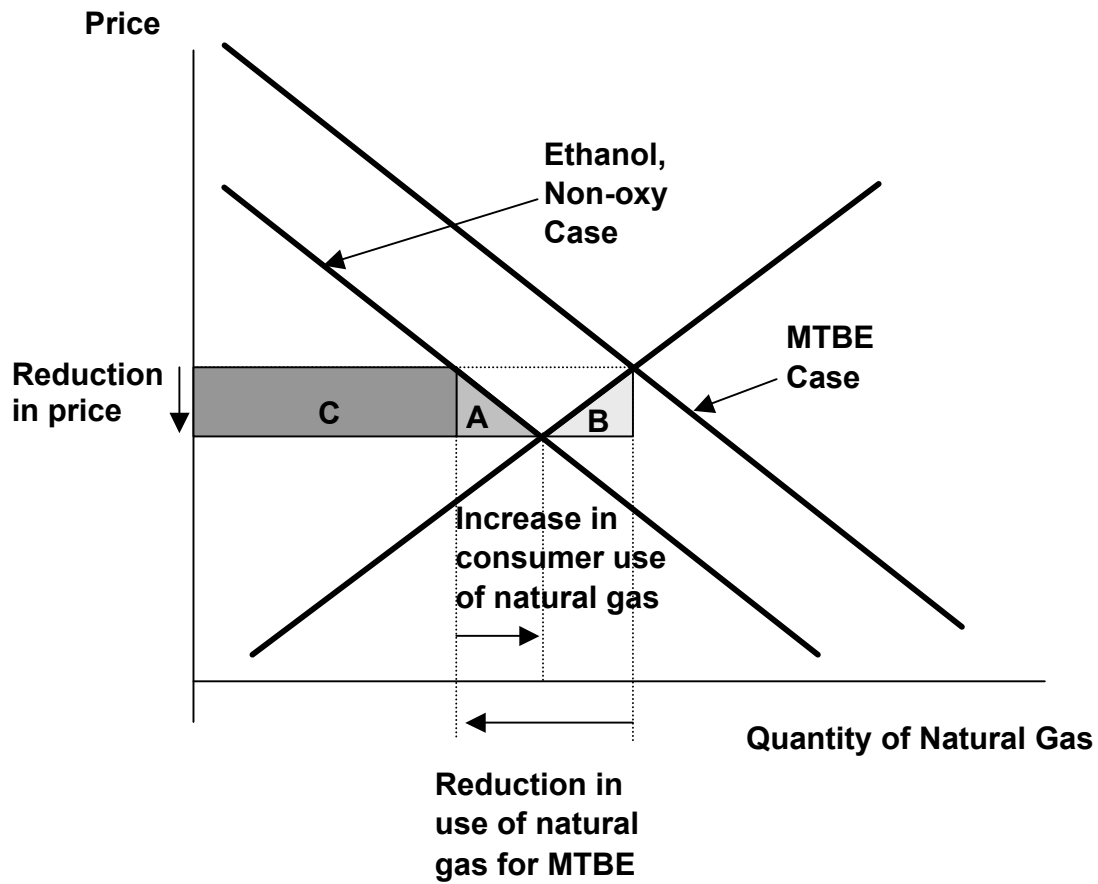 Price
Ethanol,
Non-oxy
Case
MTBE
Case
Reduction
in price
C
A
B
Increase in
consumer use
of natural gas
Quantity of Natural Gas
Reduction in
use of natural
gas for MTBE